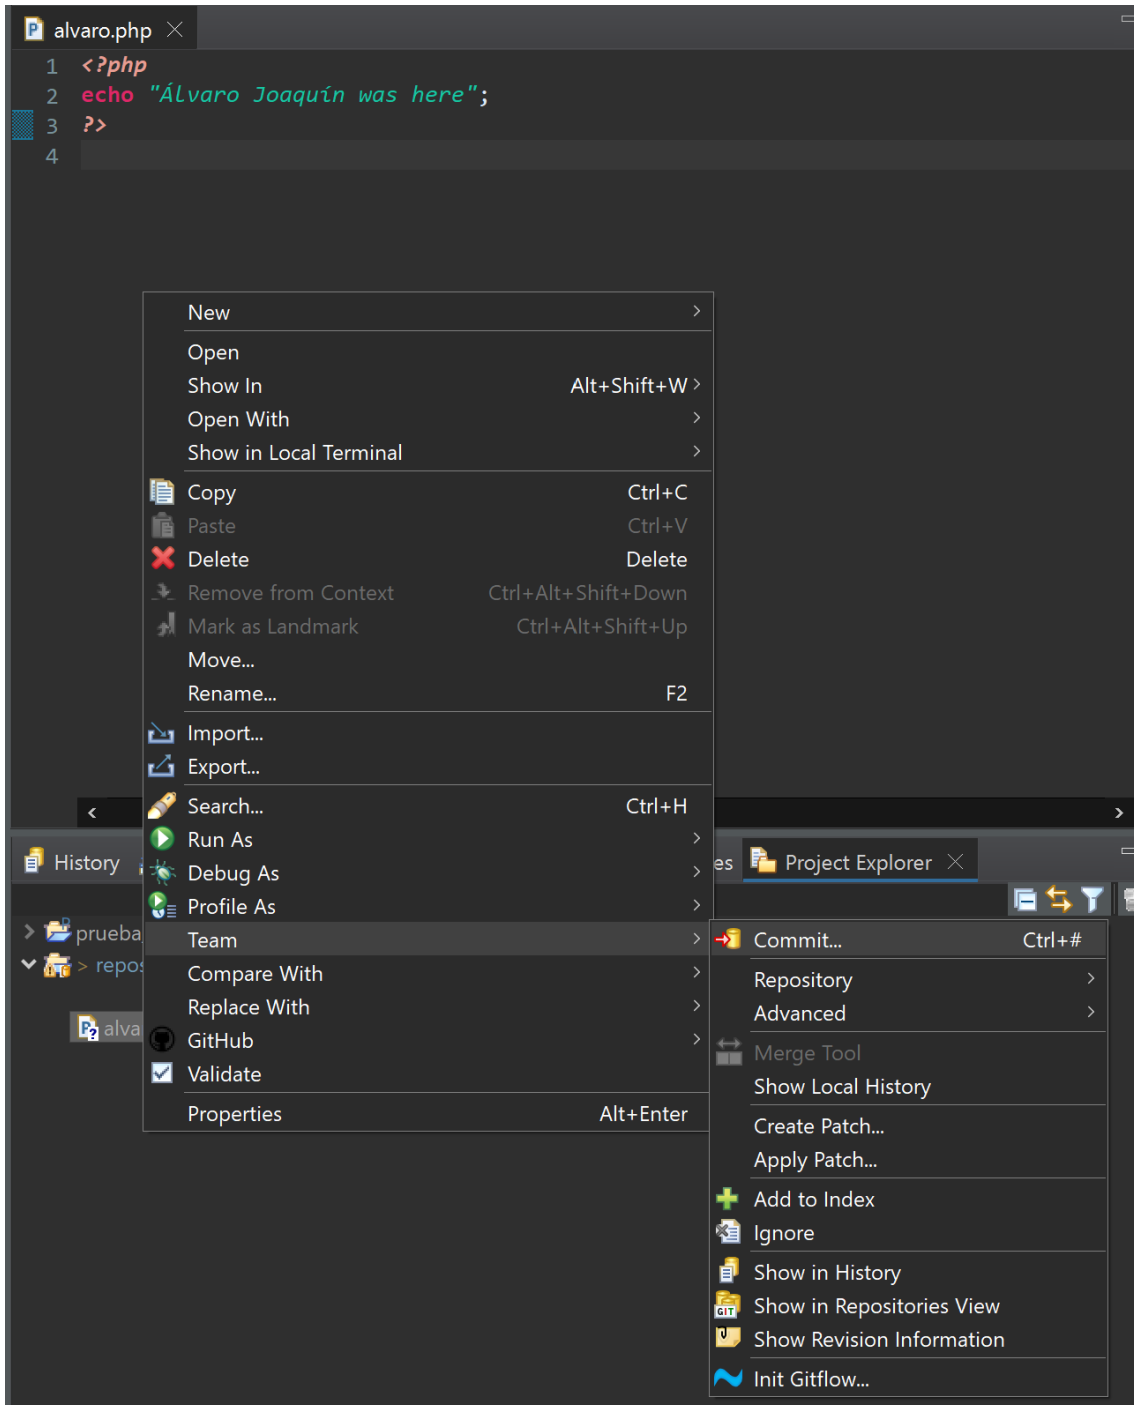 alvaro.php
1 <?php
2 echo "Álvaro Joaquín was here";
3 ?>
4
New
Open
Show In Alt+Shift+W
Open With
Show in Local Terminal
Copy Ctrl+C
Paste Ctrl+V
Delete Delete
Remove from Context Ctrl+Alt+Shift+Down
Mark as Landmark Ctrl+Alt+Shift+Up
Move...
Rename... F2
Import...
Export...
Search... Ctrl+H
Run As
Debug As
Profile As
Team
Compare With
Replace With
GitHub
Validate
Properties Alt+Enter
History
es Project Explorer
prueba
> repos
alva
Commit... Ctrl+#
Repository
Advanced
Merge Tool
Show Local History
Create Patch...
Apply Patch...
Add to Index
Ignore
Show in History
GIT Show in Repositories View
Show Revision Information
Init Gitflow...